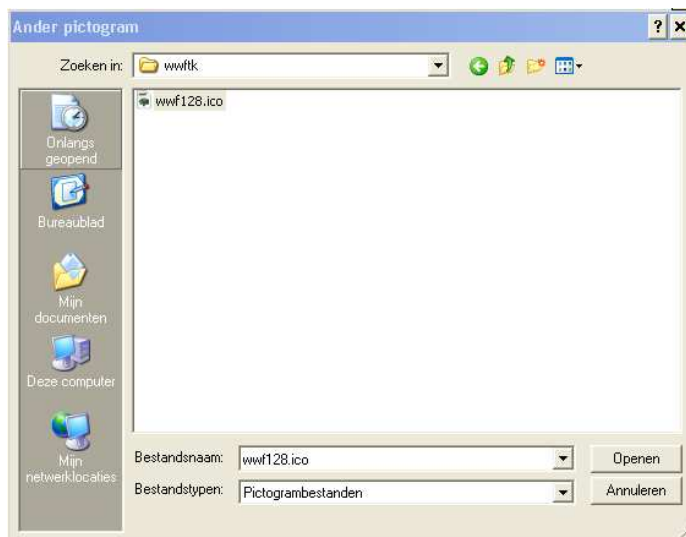 Ander pictogram
Zoeken in:
wwftk
wwf128.ico
Onlangs
geopend
Bureaublad
Mijn
documenten
Deze computer
Mijn
netwerklocaties
Bestandsnaam:
wwf128.ico
Openen
Bestandstypen:
Pictogrambestanden
Annuleren